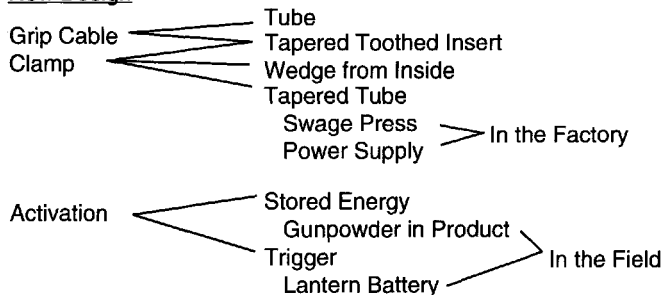 Tube
Grip Cable
Tapered Toothed Insert
Clamp
Wedge from Inside
Tapered Tube
Swage Press
In the Factory
Power Supply
Stored Energy
Activation
Gunpowder in Product
Trigger
In the Field
Lantern Battery